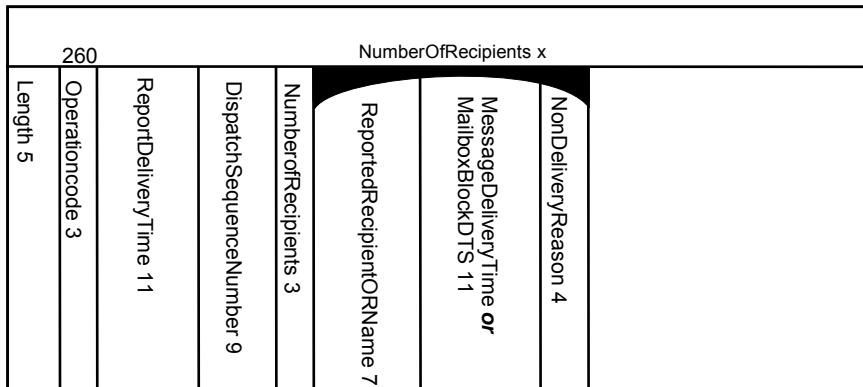 260
NumberOfRecipients x
Length 5
Operationcode 3
ReportDeliveryTime 11
DispatchSequenceNumber 9
NumberofRecipients 3
ReportedRecipientORName 7
MessageDeliveryTime or
MailboxBlockDTS 11
NonDeliveryReason 4